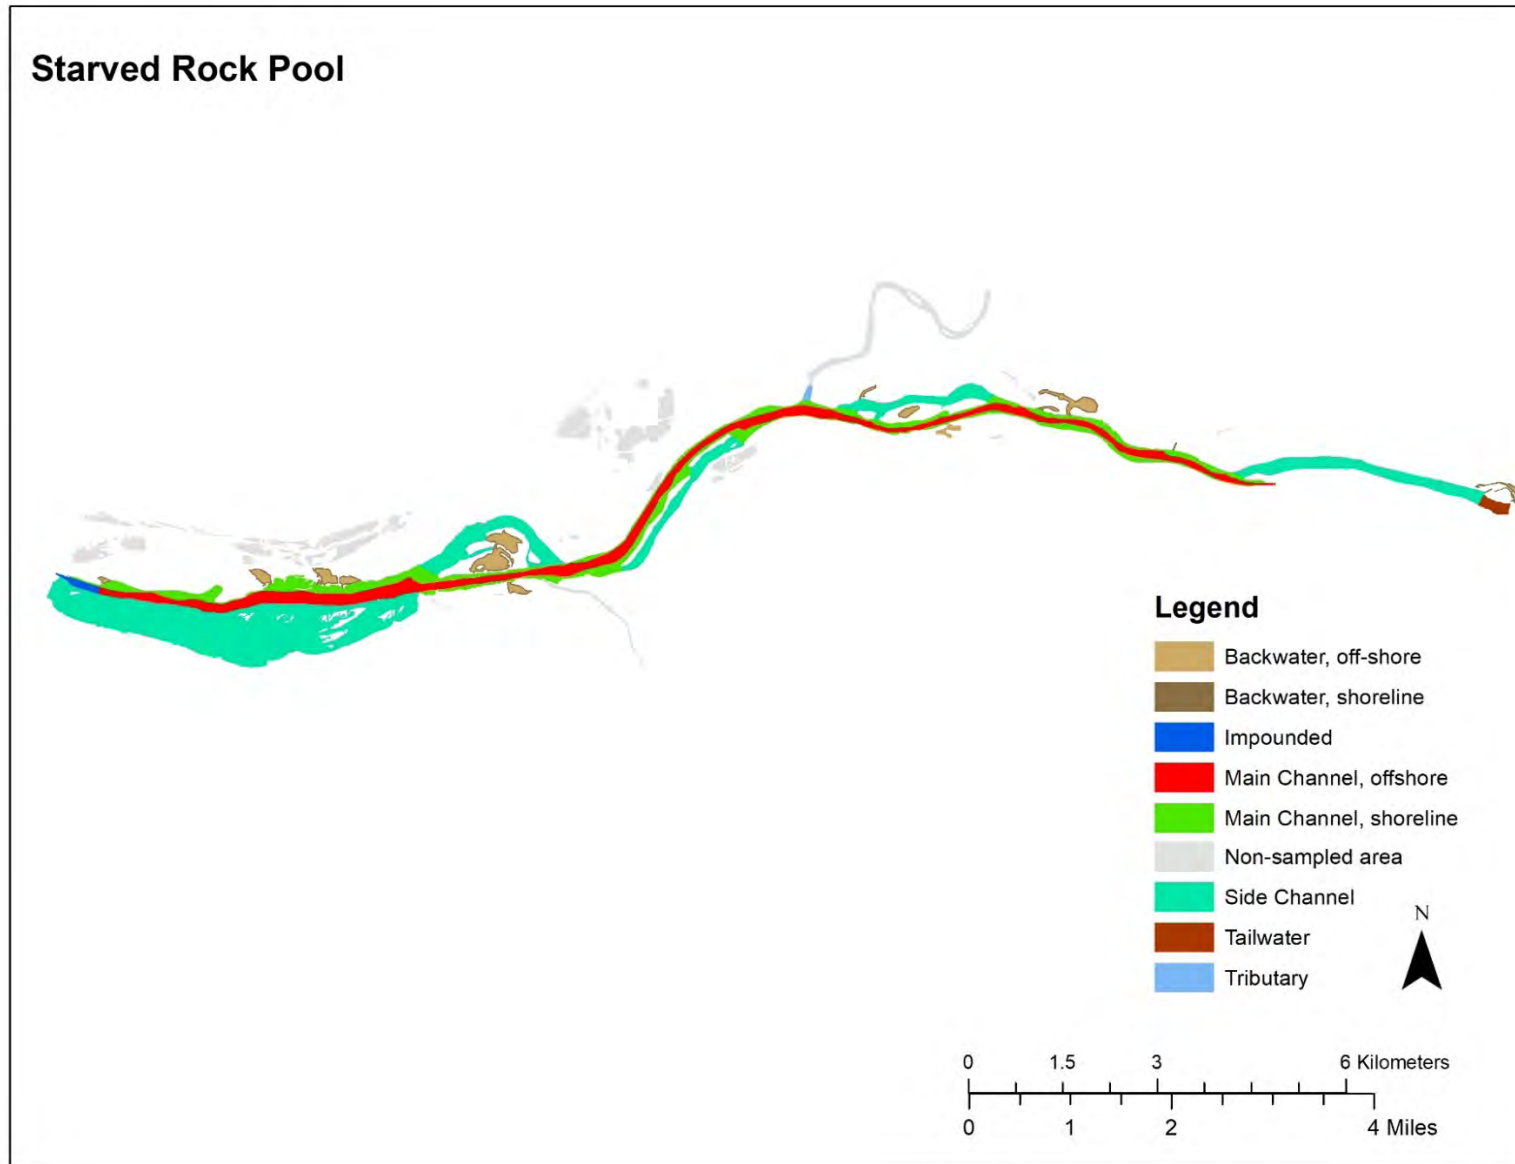 Starved Rock Pool
Legend
Backwater, off-shore
Backwater, shoreline
Impounded
Main Channel, offshore
Main Channel, shoreline
Non-sampled area
Side Channel
Tailwater
Tributary
N
0 1.5 3 6 Kilometers
0 1 2 4 Miles